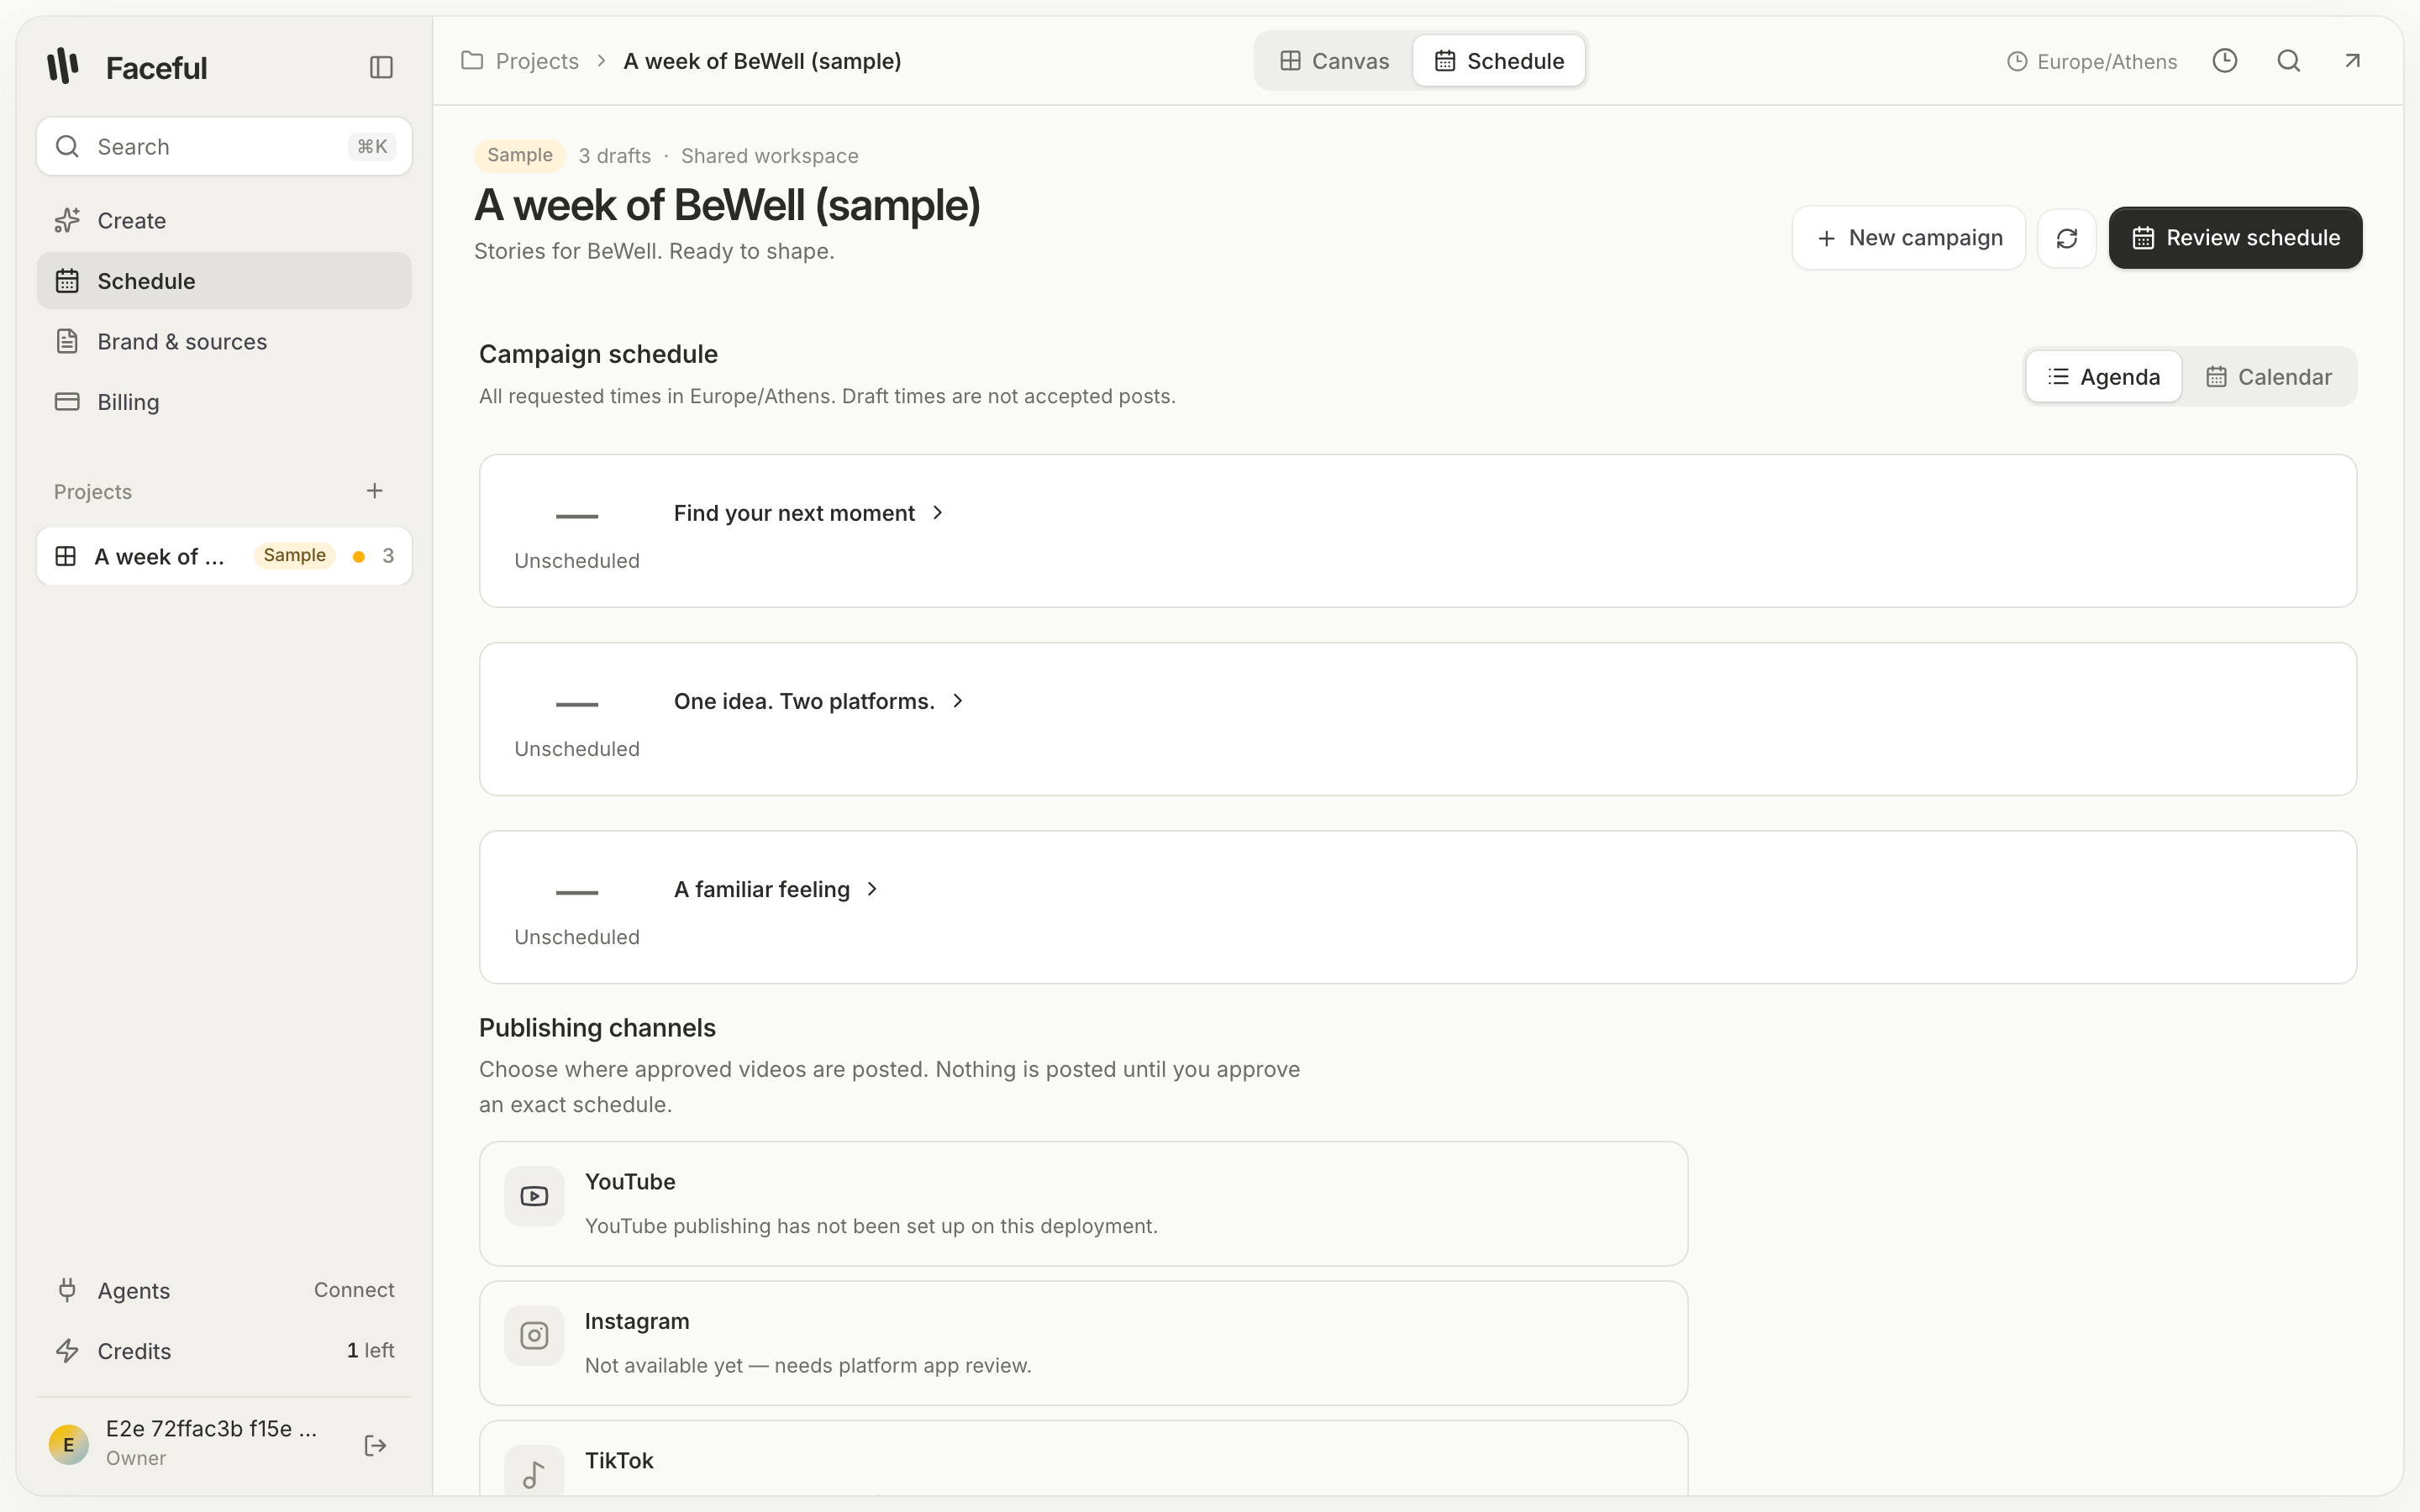 Faceful
Search ⌘K
Create
Schedule
Brand & sources
Billing
Projects
A week of ... Sample 3
Agents Connect
Credits 1 left
E E2e 72ffac3b f15e ...
Owner
Projects > A week of BeWell (sample)
Canvas Schedule
Europe/Athens
Sample 3 drafts · Shared workspace
A week of BeWell (sample)
Stories for BeWell. Ready to shape.
New campaign
Review schedule
Campaign schedule
All requested times in Europe/Athens. Draft times are not accepted posts.
Agenda Calendar
— Find your next moment
Unscheduled
— One idea. Two platforms.
Unscheduled
— A familiar feeling
Unscheduled
Publishing channels
Choose where approved videos are posted. Nothing is posted until you approve
an exact schedule.
YouTube
YouTube publishing has not been set up on this deployment.
Instagram
Not available yet — needs platform app review.
TikTok